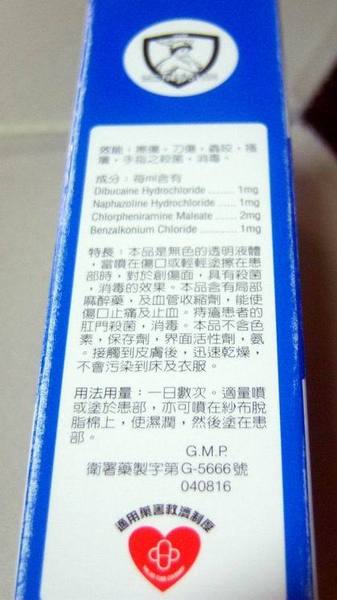 效能：擦傷，刀傷，蟲咬，搔
癢，手指之殺菌，消毒。
成分：每ml含有
Dibucaine Hydrochloride ......... 1mg
Naphazoline Hydrochloride ...... 1mg
Chlorpheniramine Maleate ...... 2mg
Benzalkonium Chloride ............ 1mg
特長：本品是無色的透明液體
，當噴在傷口或輕輕塗擦在患
部時，對於創傷面，具有殺菌
，消毒的效果。本品含有局部
麻醉藥，及血管收縮劑，能使
傷口止痛及止血。痔瘡患者的
肛門殺菌，消毒。本品不含色
素，保存劑，界面活性劑，氨
。接觸到皮膚後，迅速乾燥，
不會污染到床及衣服。
用法用量：一日數次。適量噴
或塗於患部，亦可噴在紗布脫
脂棉上，使濕潤，然後塗在患
部。
G.M.P.
衛署藥製字第G-5666號
040816
適用藥害救濟制度